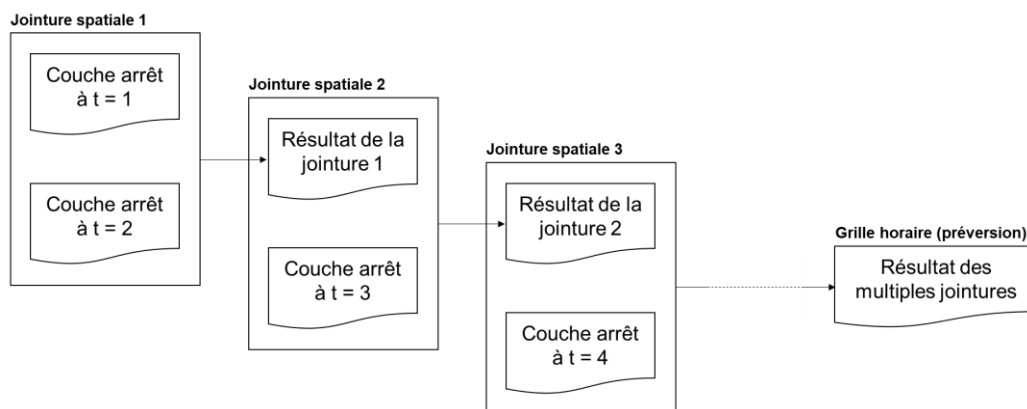 Jointure spatiale 1
Couche arrêt
à t = 1
Couche arrêt
à t = 2
Jointure spatiale 2
Résultat de la
jointure 1
Couche arrêt
à t = 3
Jointure spatiale 3
Résultat de la
jointure 2
Couche arrêt
à t = 4
Grille horaire (préversion)
Résultat des
multiples jointures